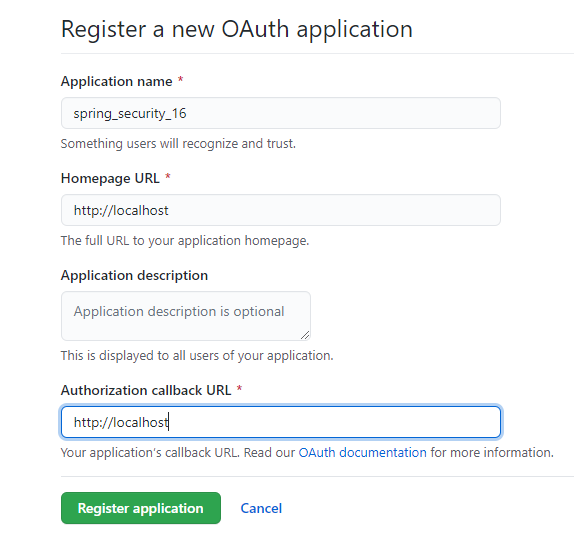 Register a new OAuth application
Application name *
spring_security_16
Something users will recognize and trust.
Homepage URL *
http://localhost
The full URL to your application homepage.
Application description
Application description is optional
This is displayed to all users of your application.
Authorization callback URL *
http://localhost
Your application's callback URL. Read our OAuth documentation for more information.
Register application Cancel